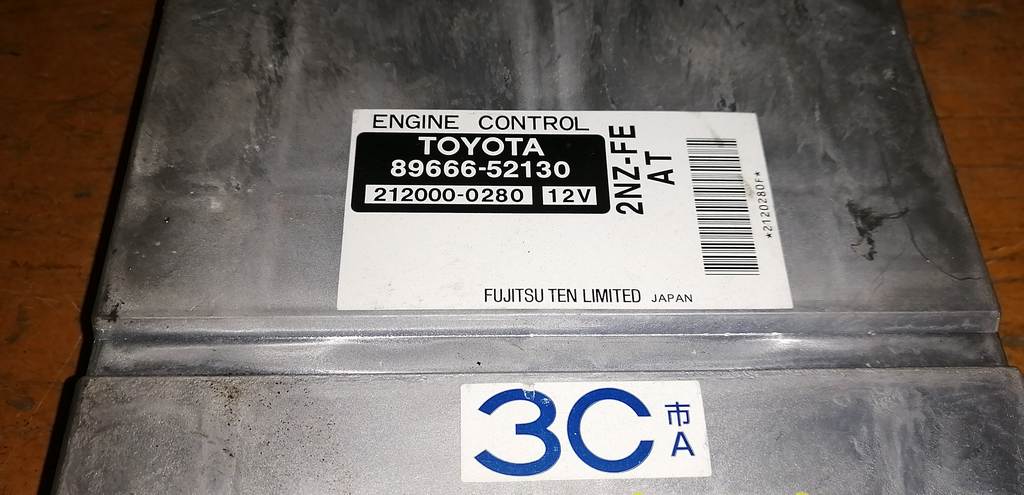 ENGINE CONTROL
TOYOTA
89666-52130
212000-0280 12V
2NZ-FE
AT
*2120280F*
FUJITSU TEN LIMITED JAPAN
3C
市
A